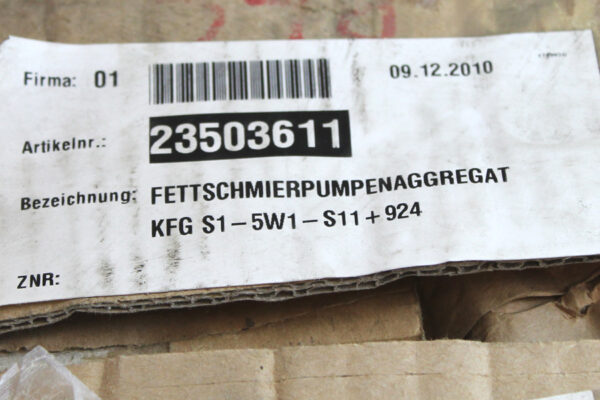 Firma: 01
09.12.2010
Artikelnr.: 23503611
Bezeichnung: FETTSCHMIERPUMPENAGGREGAT
KFG S1-5W1-S11+924
ZNR: